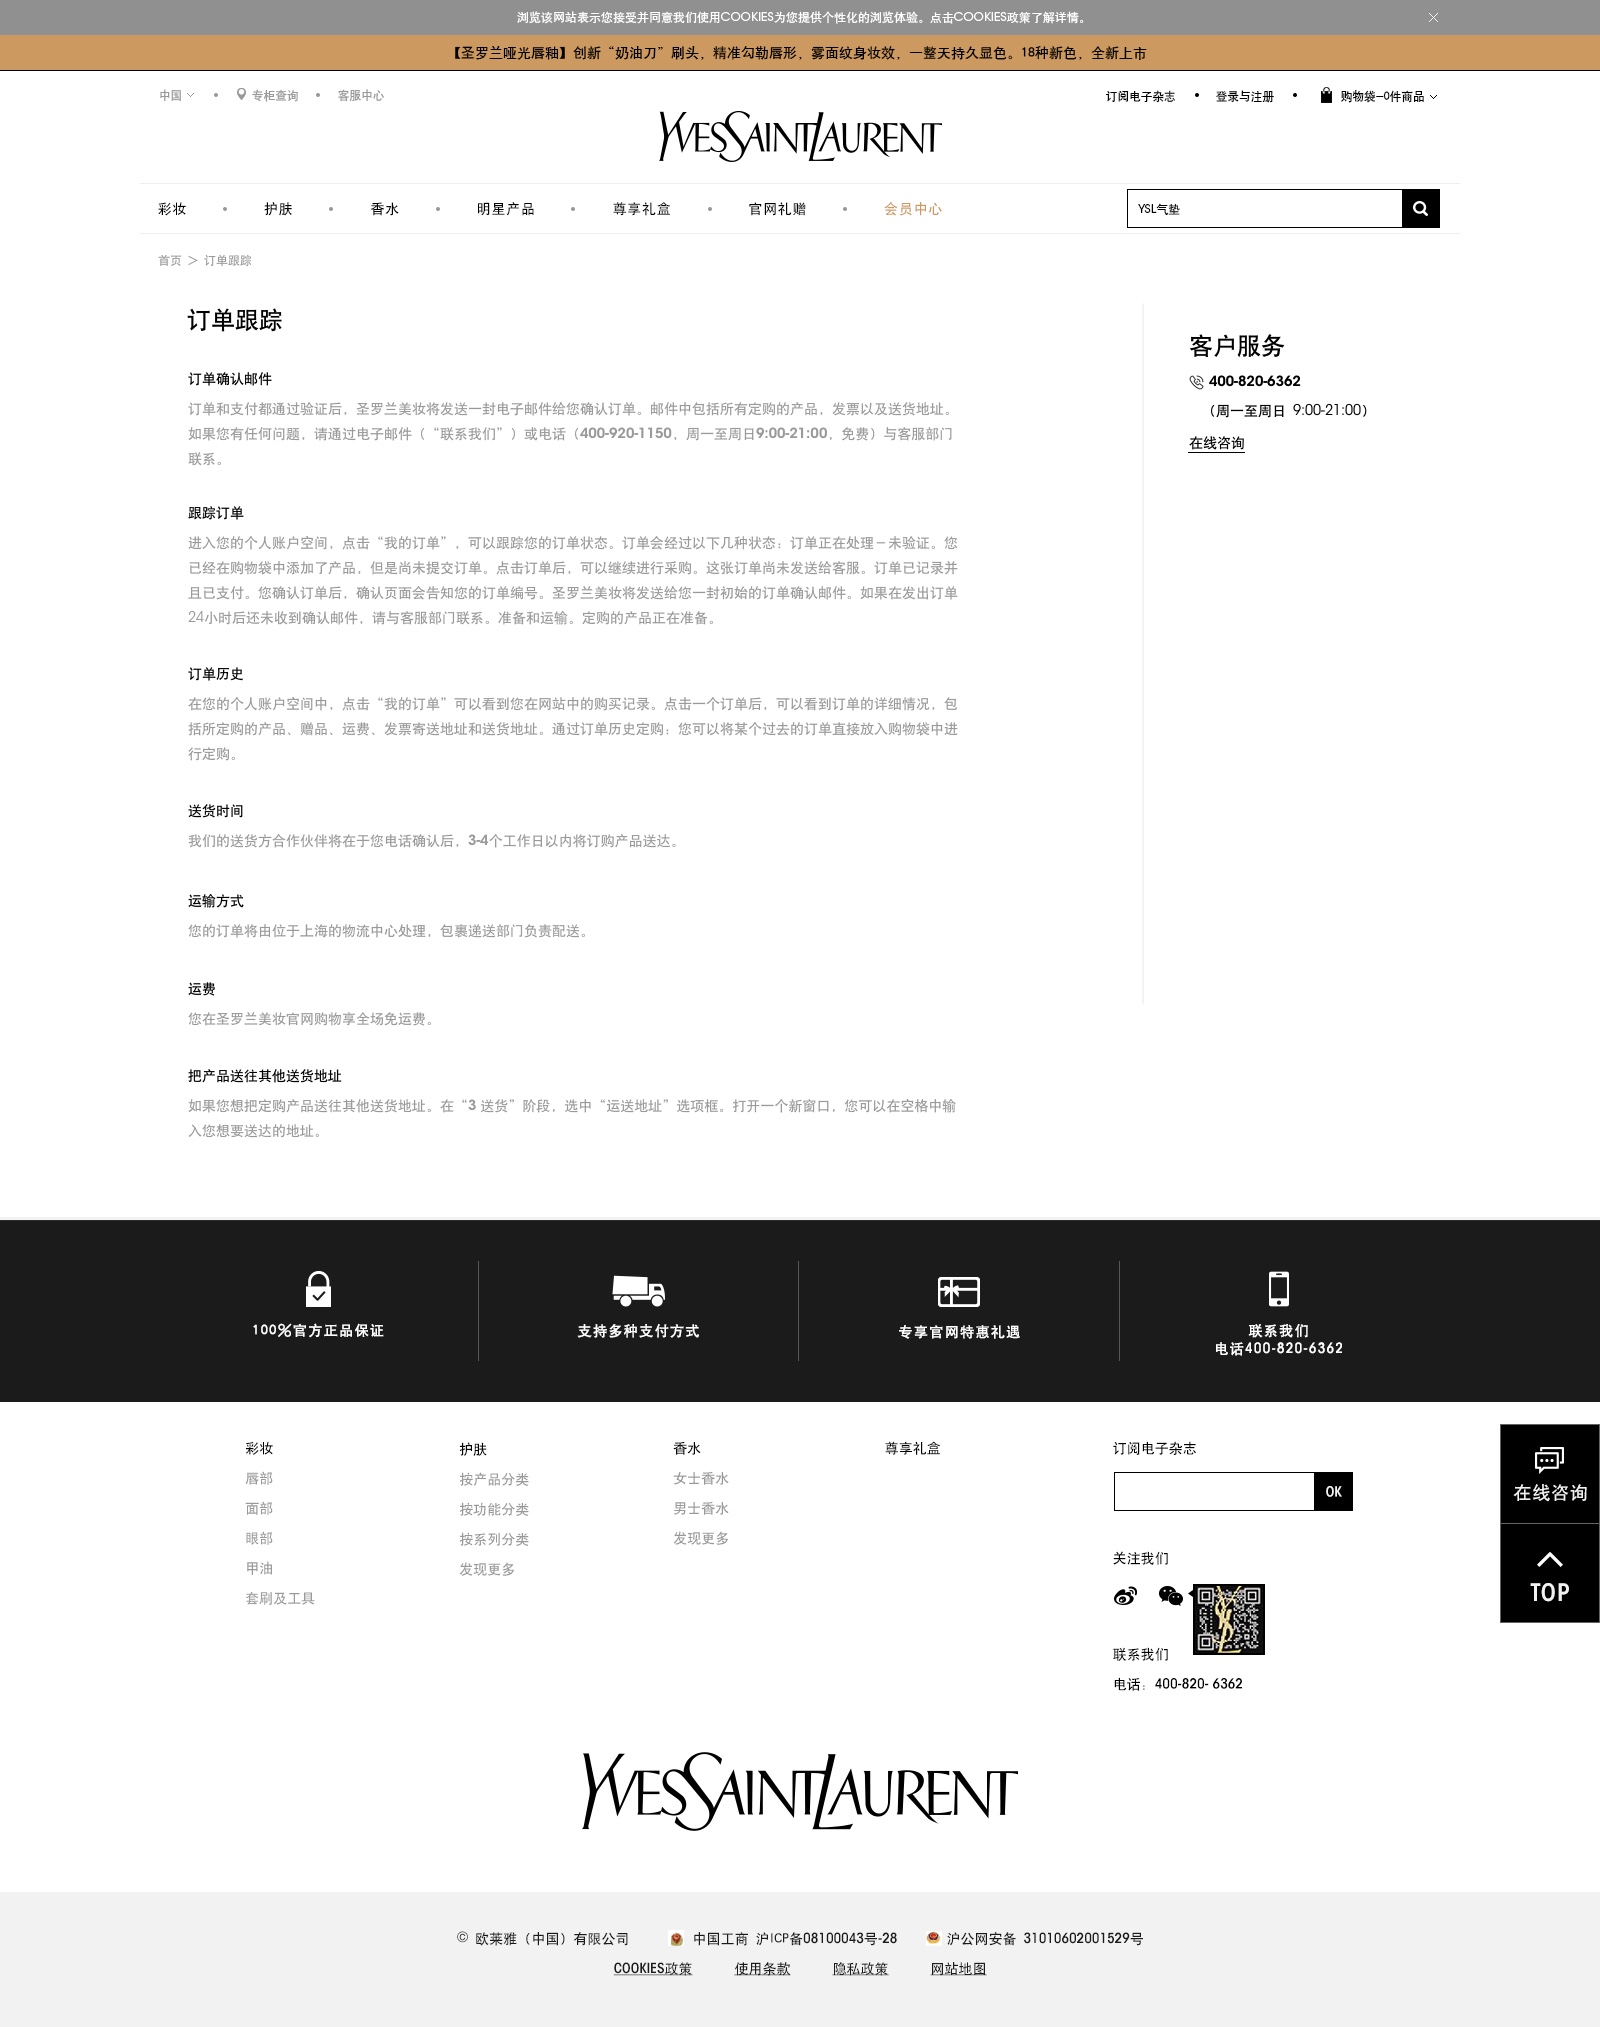 浏览该网站表示您接受并同意我们使用COOKIES为您提供个性化的浏览体验。点击COOKIES政策了解详情。
【圣罗兰哑光唇釉】创新“奶油刀”刷头，精准勾勒唇形，雾面纹身妆效，一整天持久显色。18种新色，全新上市
中国 • 专柜查询 • 客服中心
订阅电子杂志 • 登录与注册 • 购物袋—0件商品
YVESSAINTLAURENT
彩妆 • 护肤 • 香水 • 明星产品 • 尊享礼盒 • 官网礼赠 • 会员中心
YSL气垫
首页 > 订单跟踪
订单跟踪
订单确认邮件
订单和支付都通过验证后，圣罗兰美妆将发送一封电子邮件给您确认订单。邮件中包括所有定购的产品，发票以及送货地址。
如果您有任何问题，请通过电子邮件（“联系我们”）或电话（400-920-1150，周一至周日9:00-21:00，免费）与客服部门
联系。
跟踪订单
进入您的个人账户空间，点击“我的订单”，可以跟踪您的订单状态。订单会经过以下几种状态：订单正在处理－未验证。您
已经在购物袋中添加了产品，但是尚未提交订单。点击订单后，可以继续进行采购。这张订单尚未发送给客服。订单已记录并
且已支付。您确认订单后，确认页面会告知您的订单编号。圣罗兰美妆将发送给您一封初始的订单确认邮件。如果在发出订单
24小时后还未收到确认邮件，请与客服部门联系。准备和运输。定购的产品正在准备。
订单历史
在您的个人账户空间中，点击“我的订单”可以看到您在网站中的购买记录。点击一个订单后，可以看到订单的详细情况，包
括所定购的产品、赠品、运费、发票寄送地址和送货地址。通过订单历史定购：您可以将某个过去的订单直接放入购物袋中进
行定购。
送货时间
我们的送货方合作伙伴将在于您电话确认后，3-4个工作日以内将订购产品送达。
运输方式
您的订单将由位于上海的物流中心处理，包裹递送部门负责配送。
运费
您在圣罗兰美妆官网购物享全场免运费。
把产品送往其他送货地址
如果您想把定购产品送往其他送货地址。在“3 送货”阶段，选中“运送地址”选项框。打开一个新窗口，您可以在空格中输
入您想要送达的地址。
客户服务
400-820-6362
（周一至周日 9:00-21:00）
在线咨询
100%官方正品保证
支持多种支付方式
专享官网特惠礼遇
联系我们
电话400-820-6362
彩妆
唇部
面部
眼部
甲油
套刷及工具
护肤
按产品分类
按功能分类
按系列分类
发现更多
香水
女士香水
男士香水
发现更多
尊享礼盒
订阅电子杂志
OK
关注我们
YSL
联系我们
电话：400-820- 6362
在线咨询
TOP
YVESSAINTLAURENT
© 欧莱雅（中国）有限公司 中国工商 沪ICP备08100043号-28 沪公网安备 31010602001529号
COOKIES政策 使用条款 隐私政策 网站地图